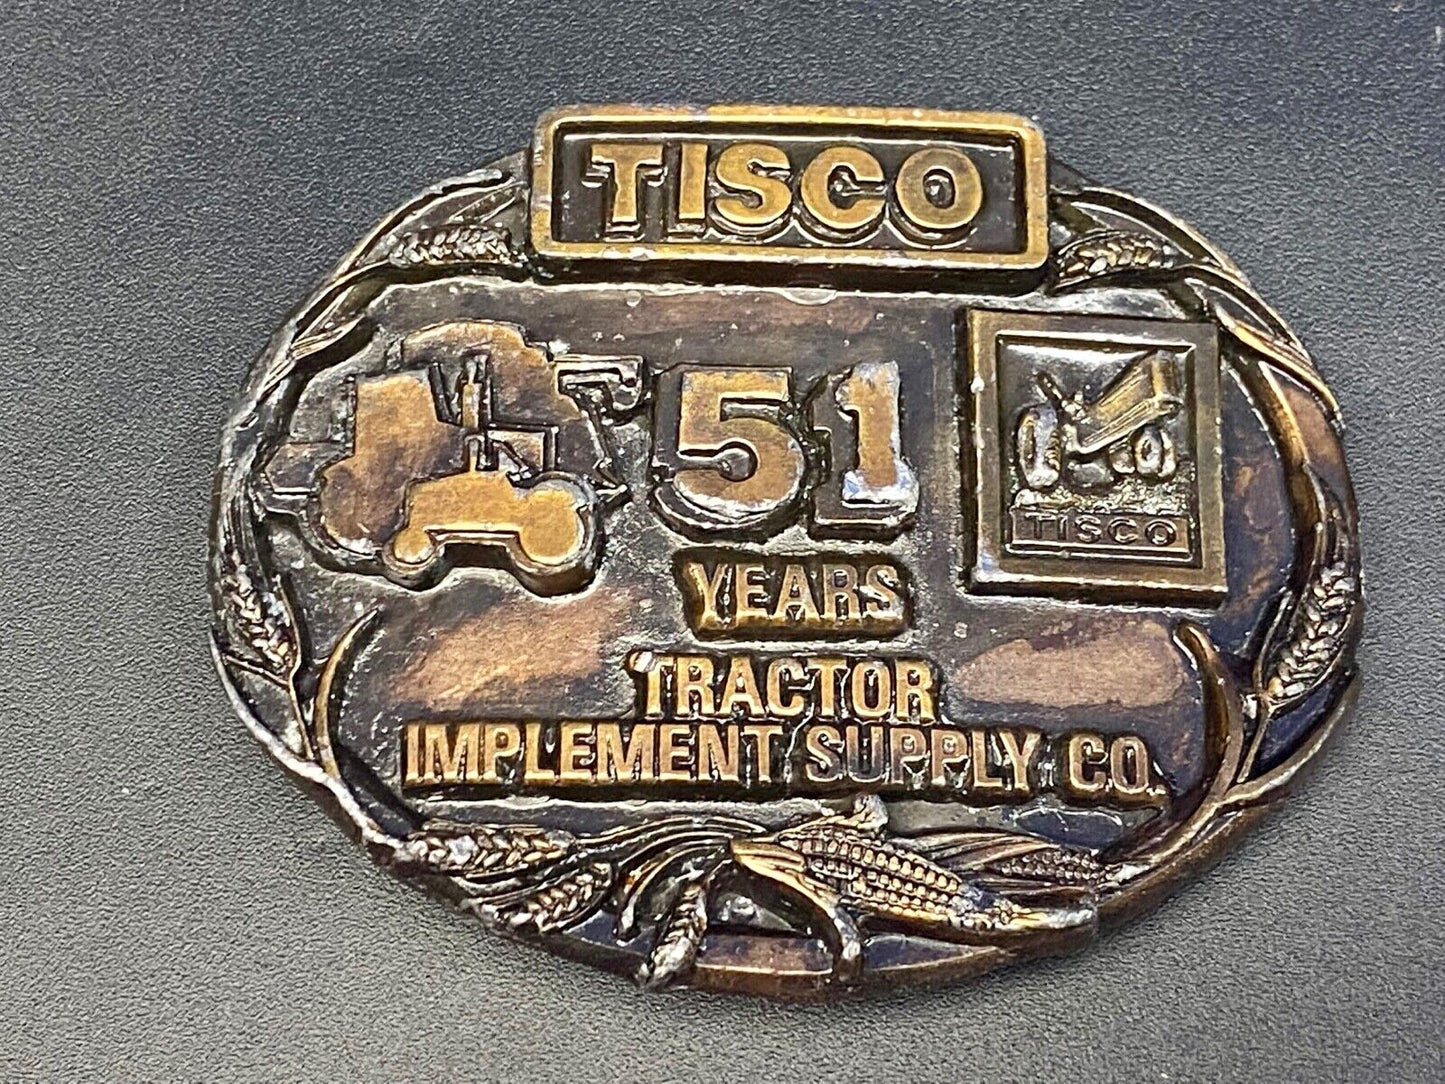 TISCO
51
YEARS
TISCO
TRACTOR
IMPLEMENT SUPPLY CO.